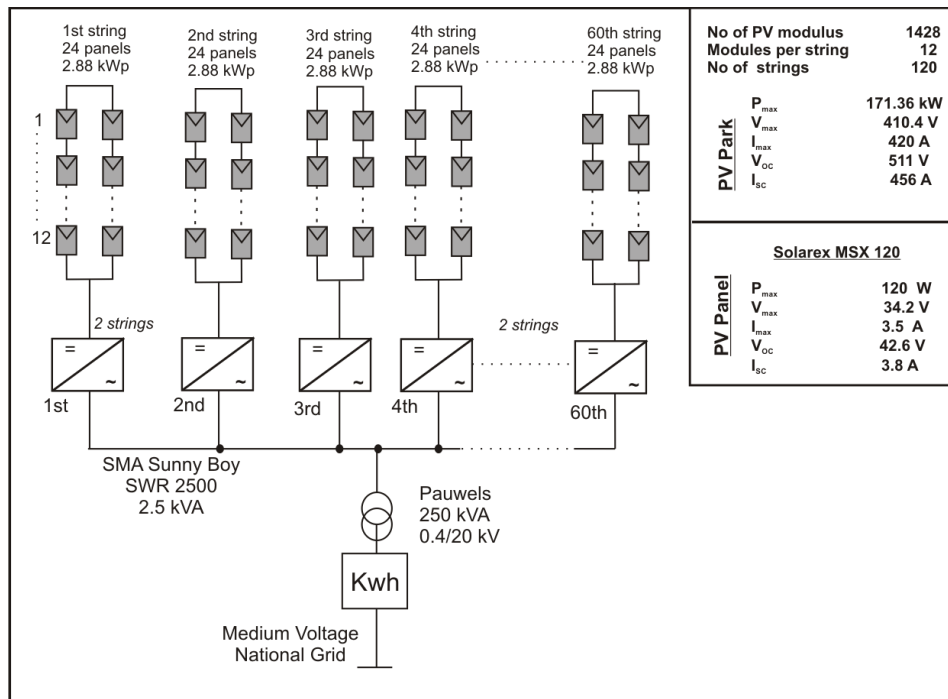 1st string
24 panels
2.88 kWp
2nd string
24 panels
2.88 kWp
3rd string
24 panels
2.88 kWp
4th string
24 panels
2.88 kWp
60th string
24 panels
2.88 kWp
1
12
2 strings
2 strings
=
~
=
~
=
~
=
~
=
~
1st
2nd
3rd
4th
60th
SMA Sunny Boy
SWR 2500
2.5 kVA
Pauwels
250 kVA
0.4/20 kV
Kwh
Medium Voltage
National Grid
No of PV modulus 1428
Modules per string 12
No of strings 120
PV Park
Pmax 171.36 kW
Vmax 410.4 V
Imax 420 A
VOC 511 V
ISC 456 A
Solarex MSX 120
PV Panel
Pmax 120 W
Vmax 34.2 V
Imax 3.5 A
VOC 42.6 V
ISC 3.8 A